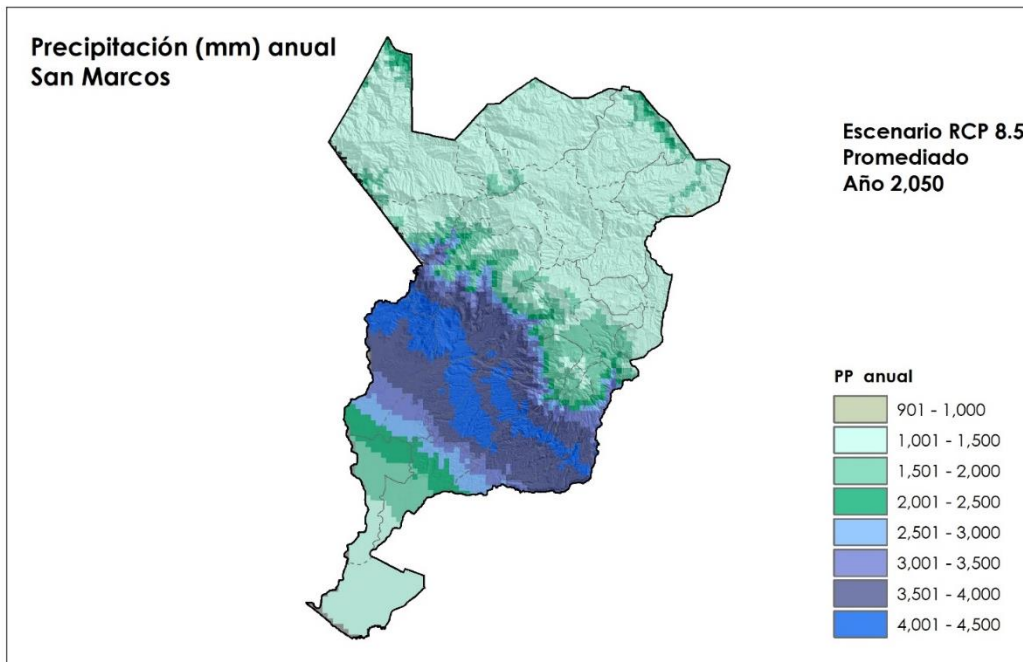 Precipitación (mm) anual
San Marcos
Escenario RCP 8.5
Promediado
Año 2,050
PP anual
901 - 1,000
1,001 - 1,500
1,501 - 2,000
2,001 - 2,500
2,501 - 3,000
3,001 - 3,500
3,501 - 4,000
4,001 - 4,500